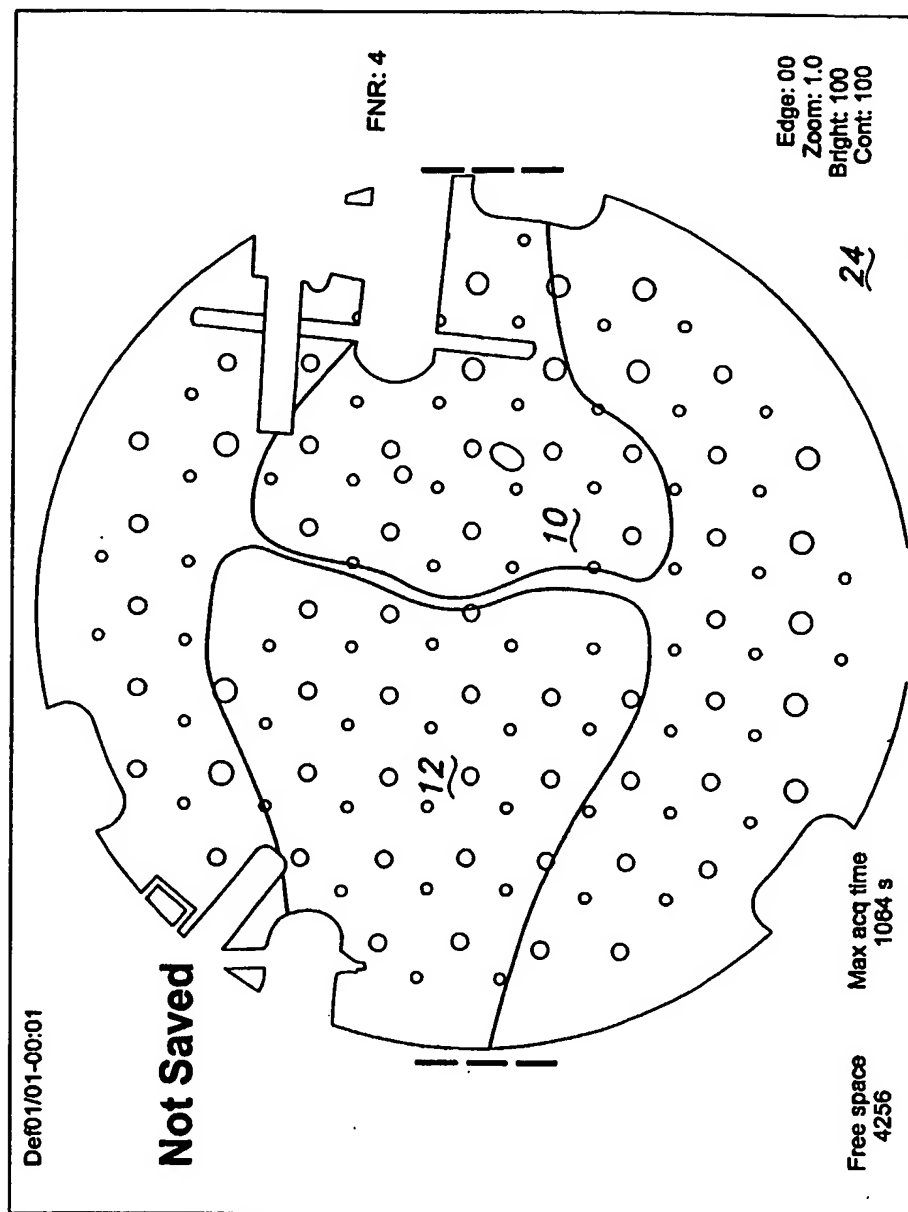 Def01/01-00:01
Not Saved
FNR: 4
10
12
24
Free space
4256
Max acq time
1064 s
Edge: 00
Zoom: 1.0
Bright: 100
Cont: 100